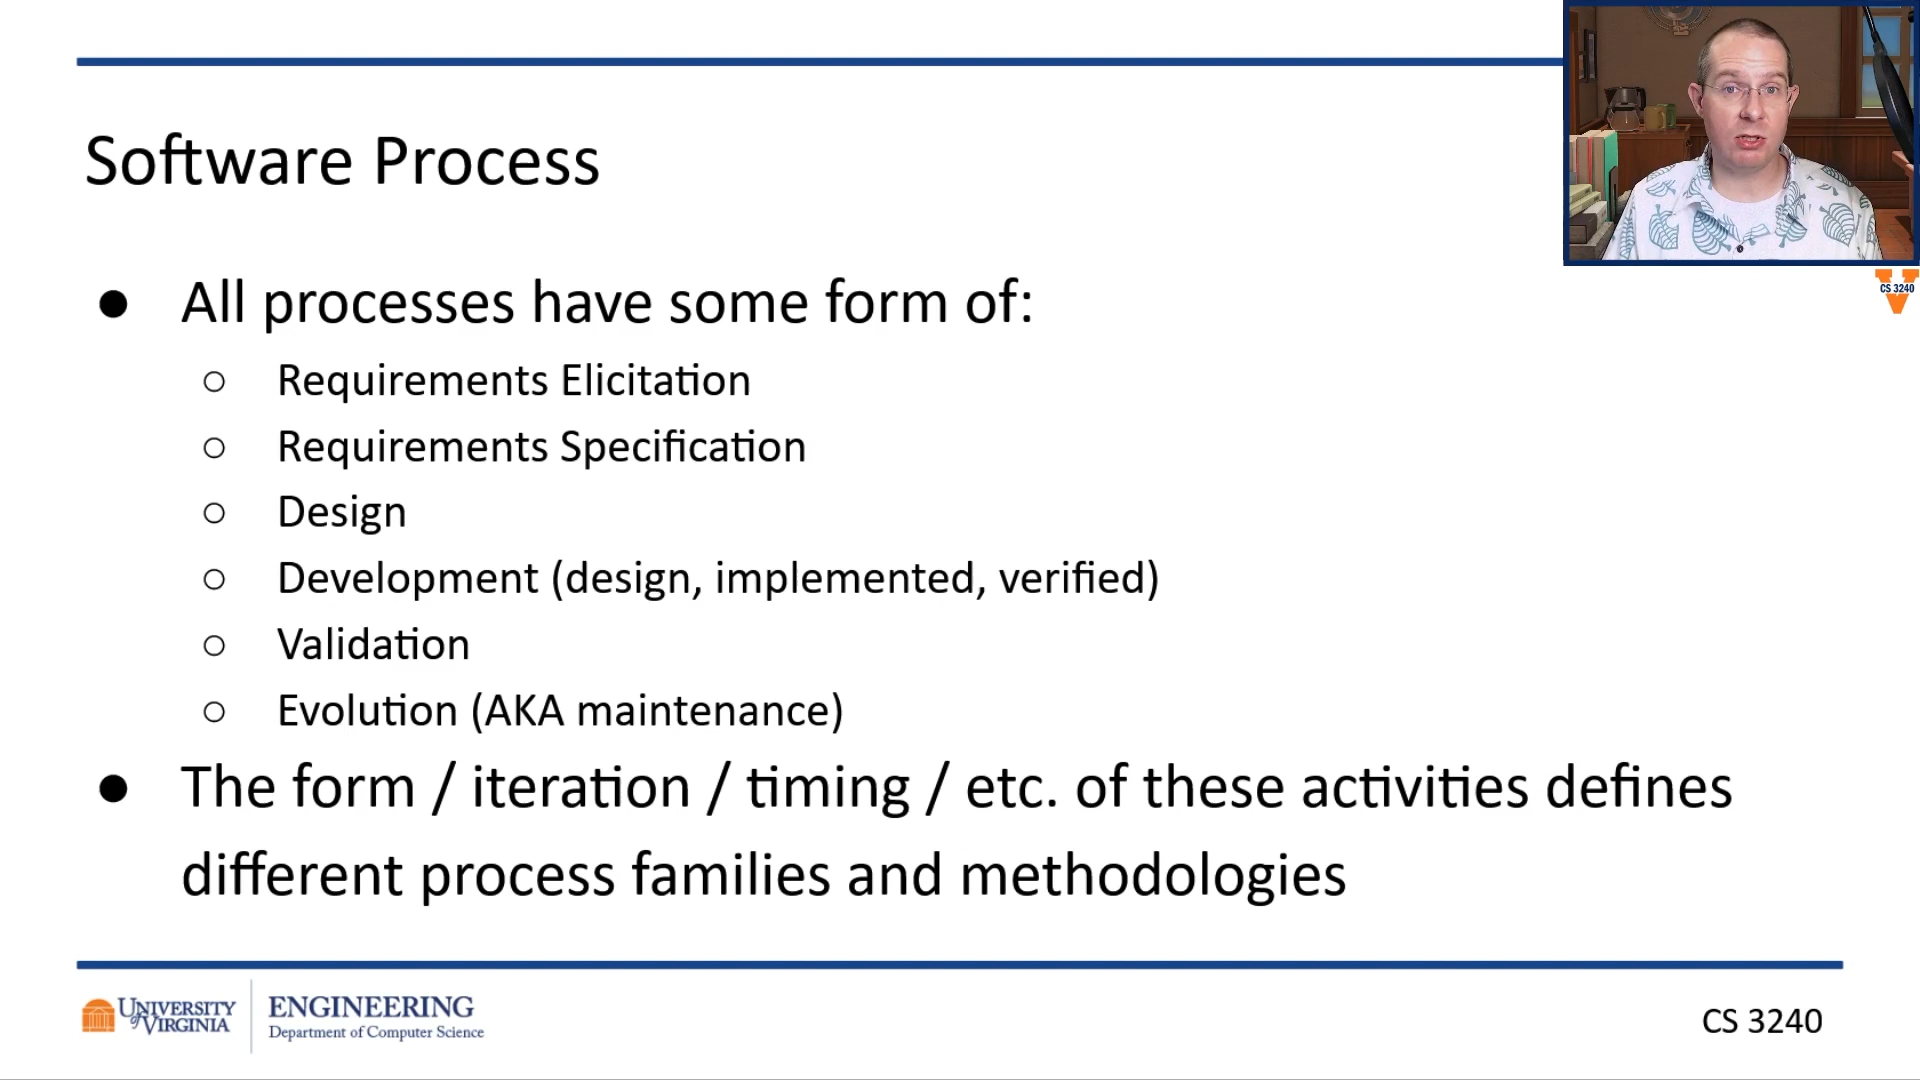 Software Process
● All processes have some form of:
○ Requirements Elicitation
○ Requirements Specification
○ Design
○ Development (design, implemented, verified)
○ Validation
○ Evolution (AKA maintenance)
● The form / iteration / timing / etc. of these activities defines
different process families and methodologies
CS 3240
UNIVERSITY
of VIRGINIA
ENGINEERING
Department of Computer Science
CS 3240